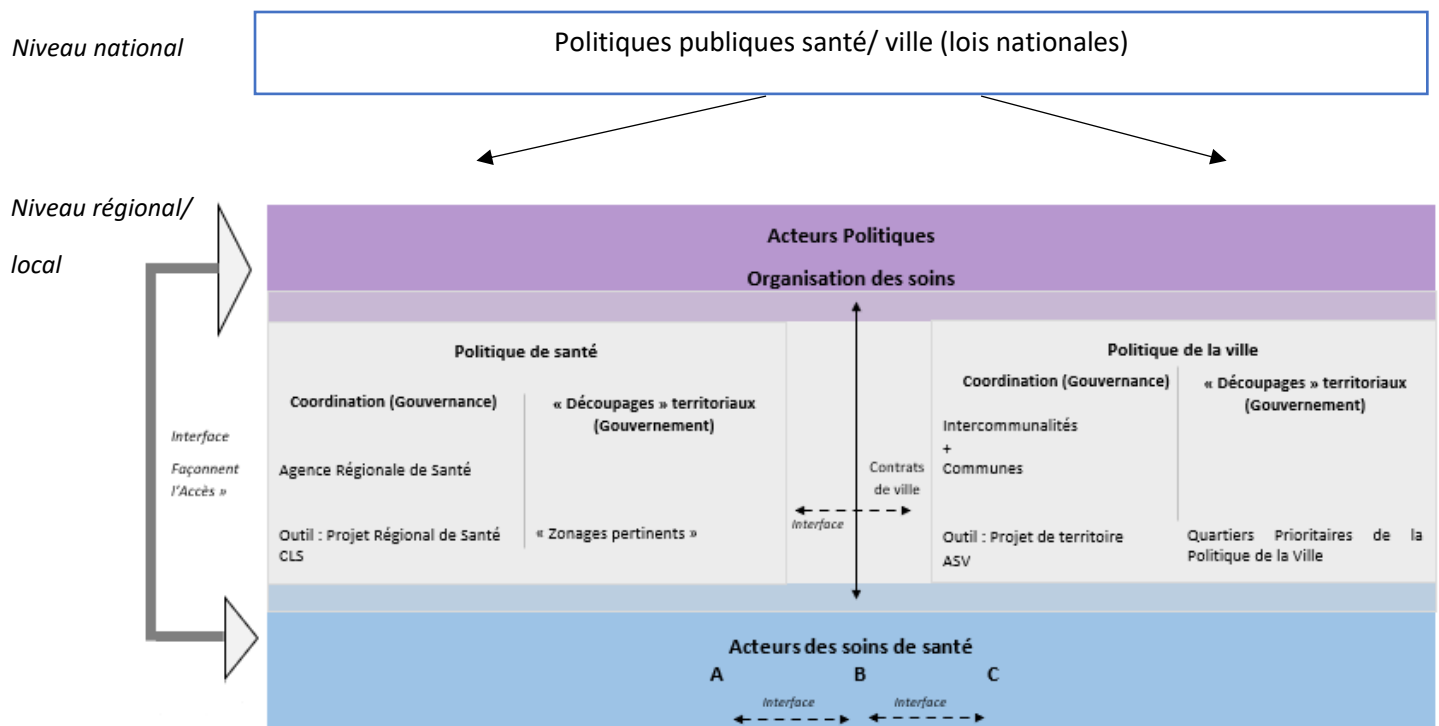 Niveau national
Politiques publiques santé/ ville (lois nationales)
Niveau régional/
local
Acteurs Politiques
Organisation des soins
Interface
Façonnent
l'Accès »
Politique de santé
Coordination (Gouvernance)
« Découpages » territoriaux
(Gouvernement)
Agence Régionale de Santé
Outil : Projet Régional de Santé
CLS
« Zonages pertinents »
Contrats
de ville
Interface
Politique de la ville
Coordination (Gouvernance)
« Découpages » territoriaux
(Gouvernement)
Intercommunalités
+
Communes
Outil : Projet de territoire
ASV
Quartiers Prioritaires de la
Politique de la Ville
Acteurs des soins de santé
A B C
Interface Interface